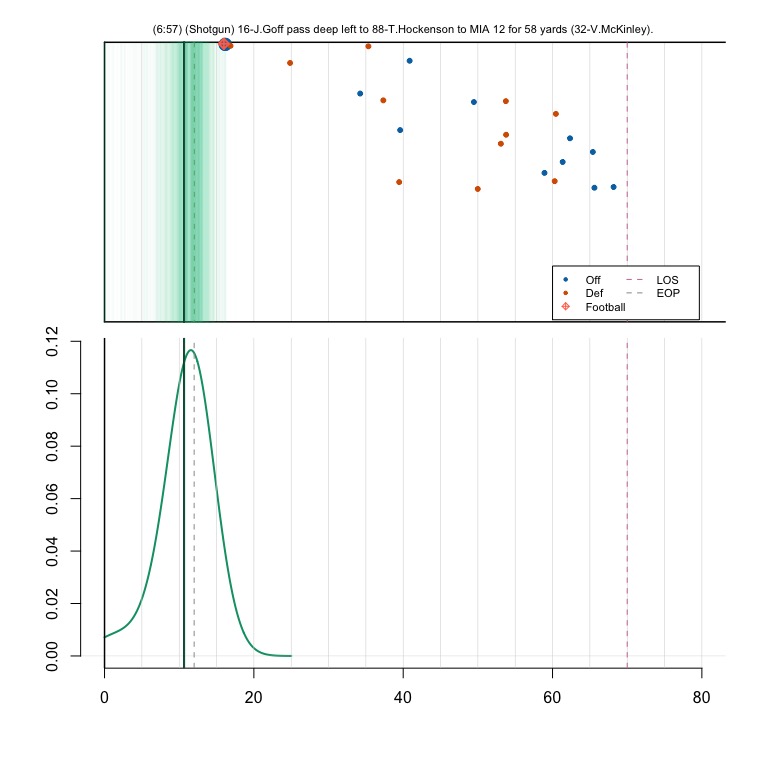 (6:57) (Shotgun) 16-J.Goff pass deep left to 88-T.Hockenson to MIA 12 for 58 yards (32-V.McKinley).
Off LOS
Def EOP
Football
0.12
0.10
0.08
0.06
0.04
0.02
0.00
0 20 40 60 80